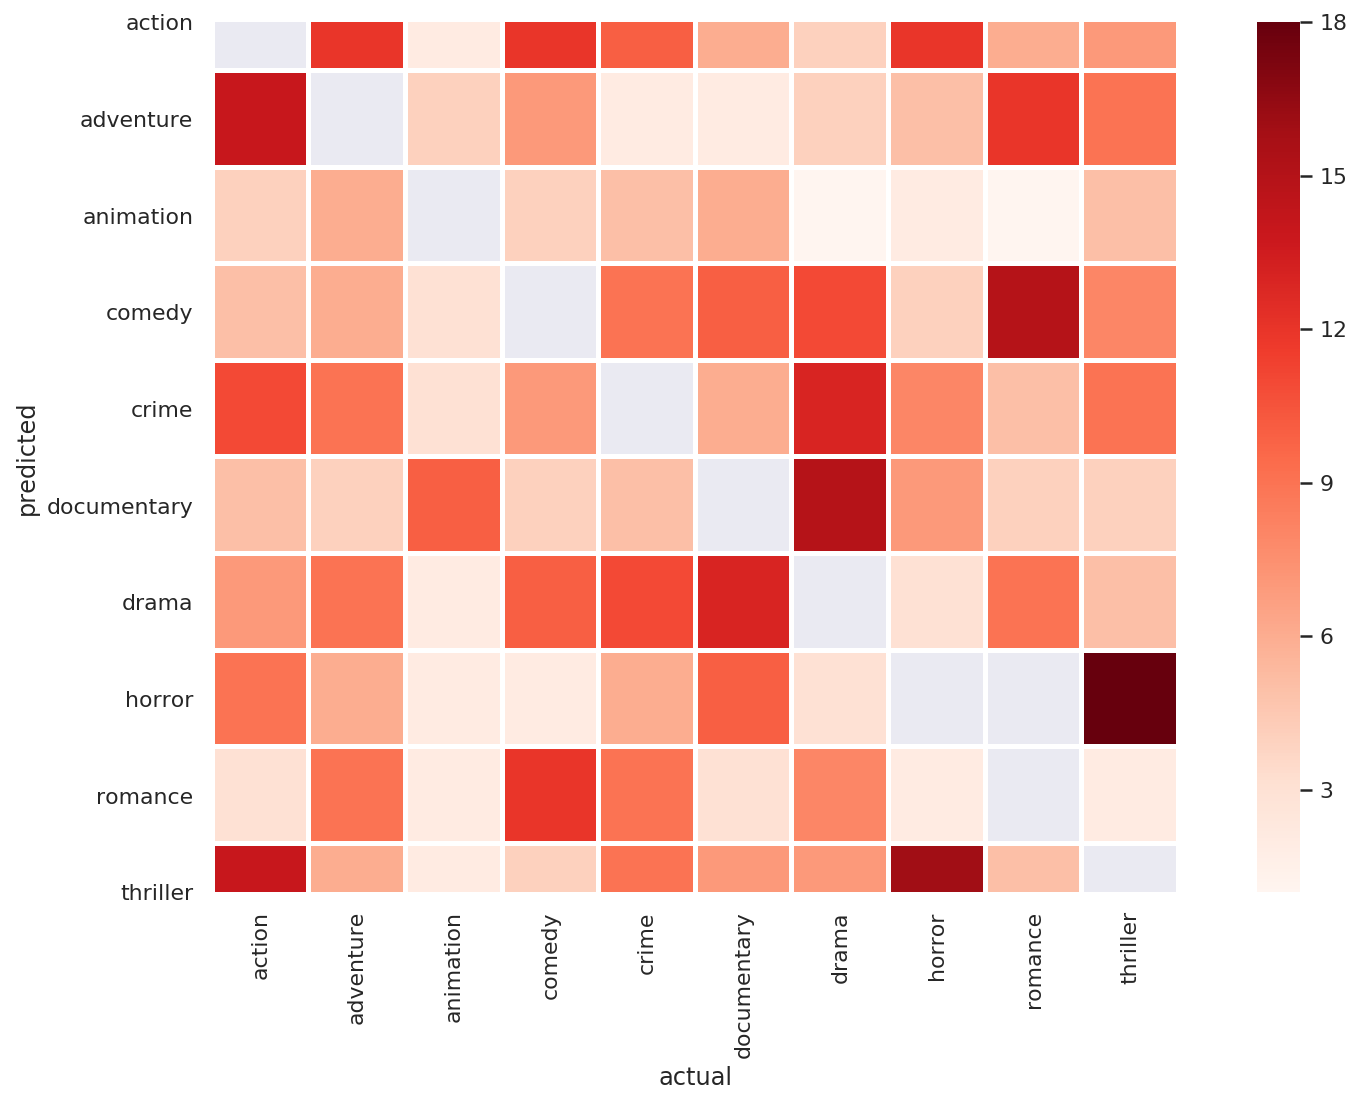 action
adventure
animation
comedy
crime
documentary
drama
horror
romance
thriller
predicted
action
adventure
animation
comedy
crime
documentary
drama
horror
romance
thriller
actual
18
15
12
9
6
3